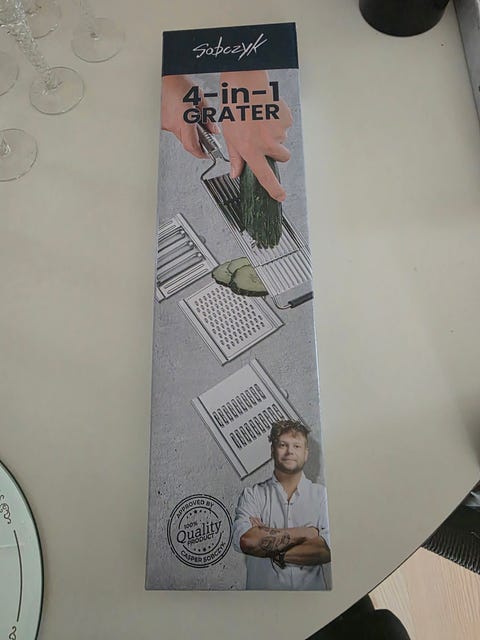 Sobczyk
4-in-1
GRATER
APPROVED BY
100%
Quality
PRODUCT
CASPER SOBCZYK